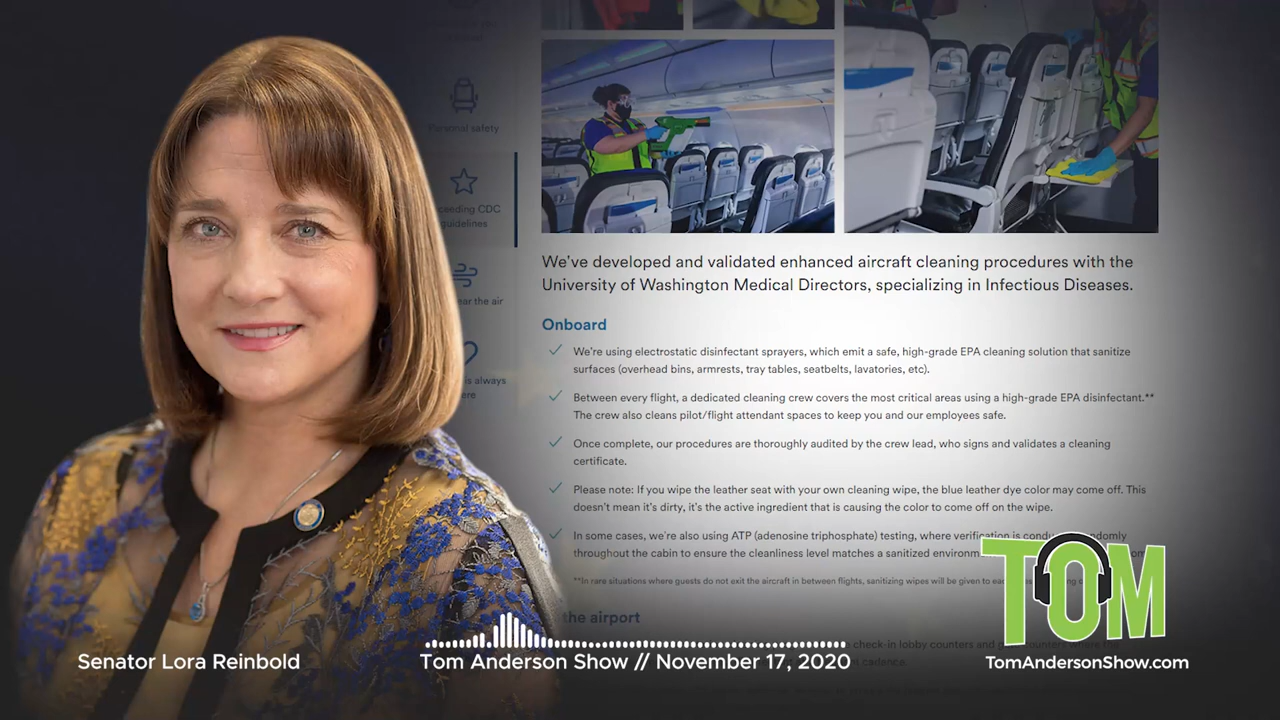 Personal safety
CDC
guidelines
the air
is always
We've developed and validated enhanced aircraft cleaning procedures with the
University of Washington Medical Directors, specializing in Infectious Diseases.
Onboard
We're using electrostatic disinfectant sprayers, which emit a safe, high-grade EPA cleaning solution that sanitize
surfaces (overhead bins, armrests, tray tables, seatbelts, lavatories, etc).
Between every flight, a dedicated cleaning crew covers the most critical areas using a high-grade EPA disinfectant.**
The crew also cleans pilot/flight attendant spaces to keep you and our employees safe.
Once complete, our procedures are thoroughly audited by the crew lead, who signs and validates a cleaning
certificate.
Please note: If you wipe the leather seat with your own cleaning wipe, the blue leather dye color may come off. This
doesn't mean it's dirty, it's the active ingredient that is causing the color to come off on the wipe.
In some cases, we're also using ATP (adenosine triphosphate) testing, where verification is
throughout the cabin to ensure the cleanliness level matches a sanitized
**In rare situations where guests do not exit the aircraft in between flights, sanitizing wipes will be given to
the airport
check-in lobby counters and
TOM
Senator Lora Reinbold
Tom Anderson Show // November 17, 2020
TomAndersonShow.com